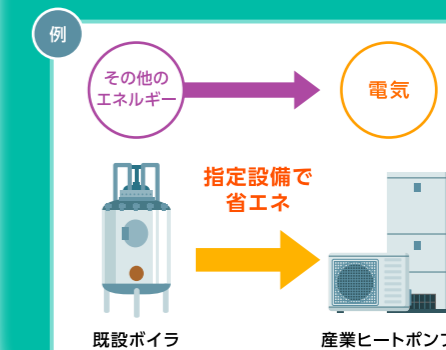 例
その他の
エネルギー
電気
指定設備で
省エネ
既設ボイラ
産業ヒートポンプ